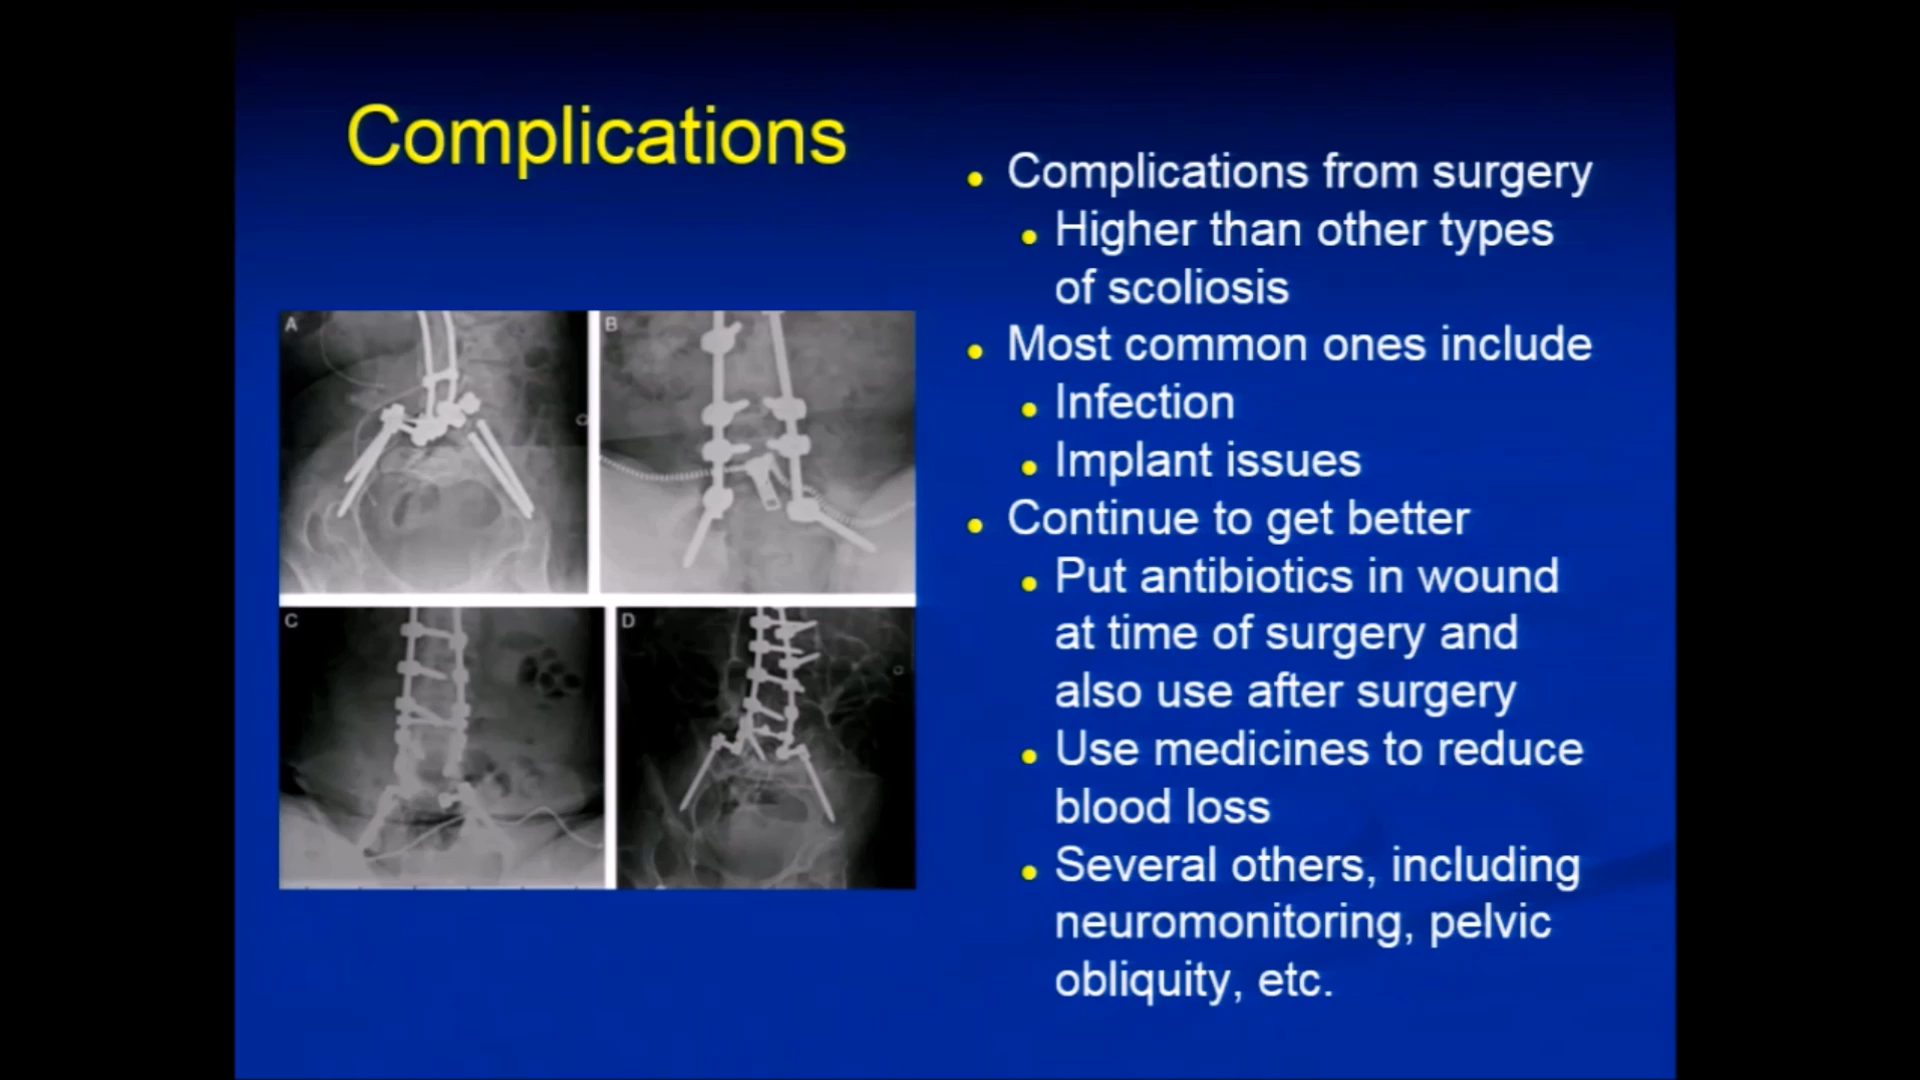 Complications
• Complications from surgery
• Higher than other types
of scoliosis
• Most common ones include
• Infection
• Implant issues
• Continue to get better
• Put antibiotics in wound
at time of surgery and
also use after surgery
• Use medicines to reduce
blood loss
• Several others, including
neuromonitoring, pelvic
obliquity, etc.
A
B
C
D